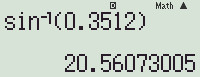 D Math ▲
sin⁻¹(0.3512)
20.56073005